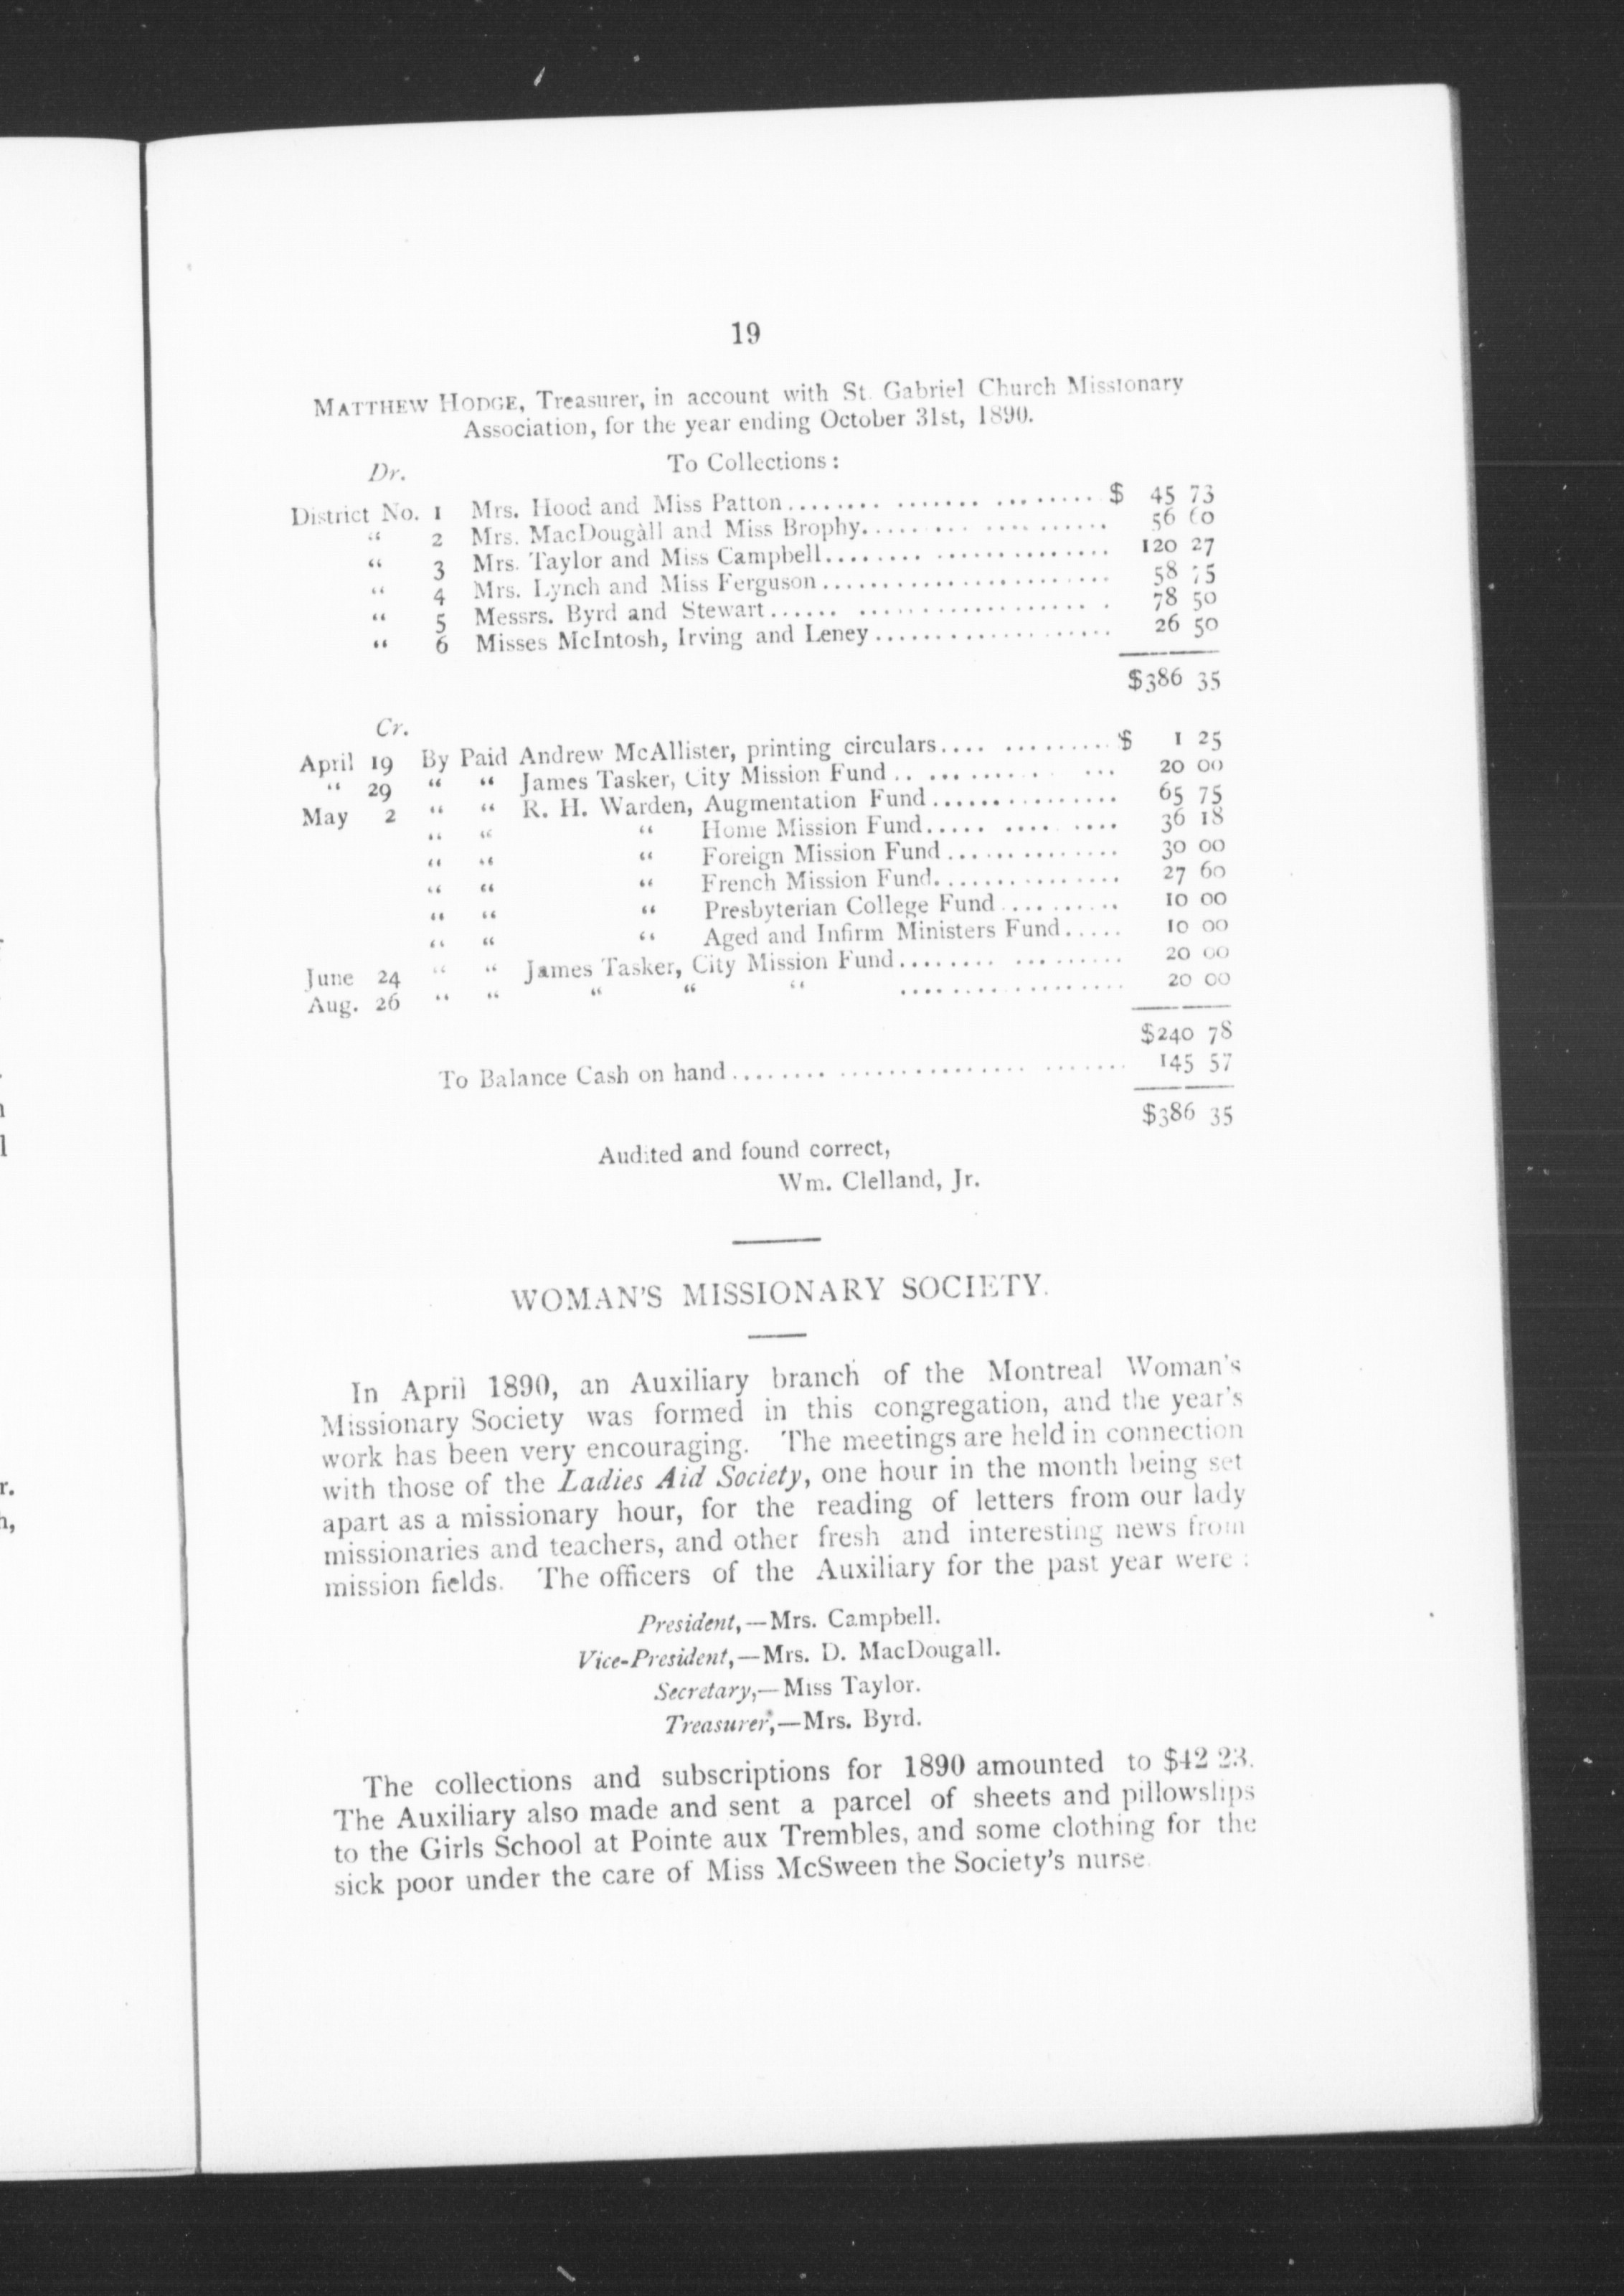 19
MATTHEW HODGE, Treasurer, in account with St. Gabriel Church Missionary
Association, for the year ending October 31st, 1890.
Dr. To Collections:
District No. 1 Mrs. Hood and Miss Patton.................... $ 45 73
" 2 Mrs. MacDougàll and Miss Brophy.................... 56 60
" 3 Mrs. Taylor and Miss Campbell.................... 120 27
" 4 Mrs. Lynch and Miss Ferguson.................... 58 75
" 5 Messrs. Byrd and Stewart.................... 78 50
" 6 Misses McIntosh, Irving and Leney.................... 26 50
$386 35
Cr.
April 19 By Paid Andrew McAllister, printing circulars.............. $ 1 25
" 29 " " James Tasker, City Mission Fund.............. 20 00
May 2 " " R. H. Warden, Augmentation Fund.............. 65 75
" " " Home Mission Fund.............. 36 18
" " " Foreign Mission Fund.............. 30 00
" " " French Mission Fund.............. 27 60
" " " Presbyterian College Fund.......... 10 00
" " " Aged and Infirm Ministers Fund..... 10 00
June 24 " " James Tasker, City Mission Fund................. 20 00
Aug. 26 " " " " " ................. 20 00
$240 78
To Balance Cash on hand.............................. 145 57
$386 35
Audited and found correct,
Wm. Clelland, Jr.
WOMAN'S MISSIONARY SOCIETY.
In April 1890, an Auxiliary branch of the Montreal Woman's
Missionary Society was formed in this congregation, and the year's
work has been very encouraging. The meetings are held in connection
with those of the Ladies Aid Society, one hour in the month being set
apart as a missionary hour, for the reading of letters from our lady
missionaries and teachers, and other fresh and interesting news from
mission fields. The officers of the Auxiliary for the past year were :
President,—Mrs. Campbell.
Vice-President,—Mrs. D. MacDougall.
Secretary,—Miss Taylor.
Treasurer,—Mrs. Byrd.
The collections and subscriptions for 1890 amounted to $42 23.
The Auxiliary also made and sent a parcel of sheets and pillowslips
to the Girls School at Pointe aux Trembles, and some clothing for the
sick poor under the care of Miss McSween the Society's nurse.